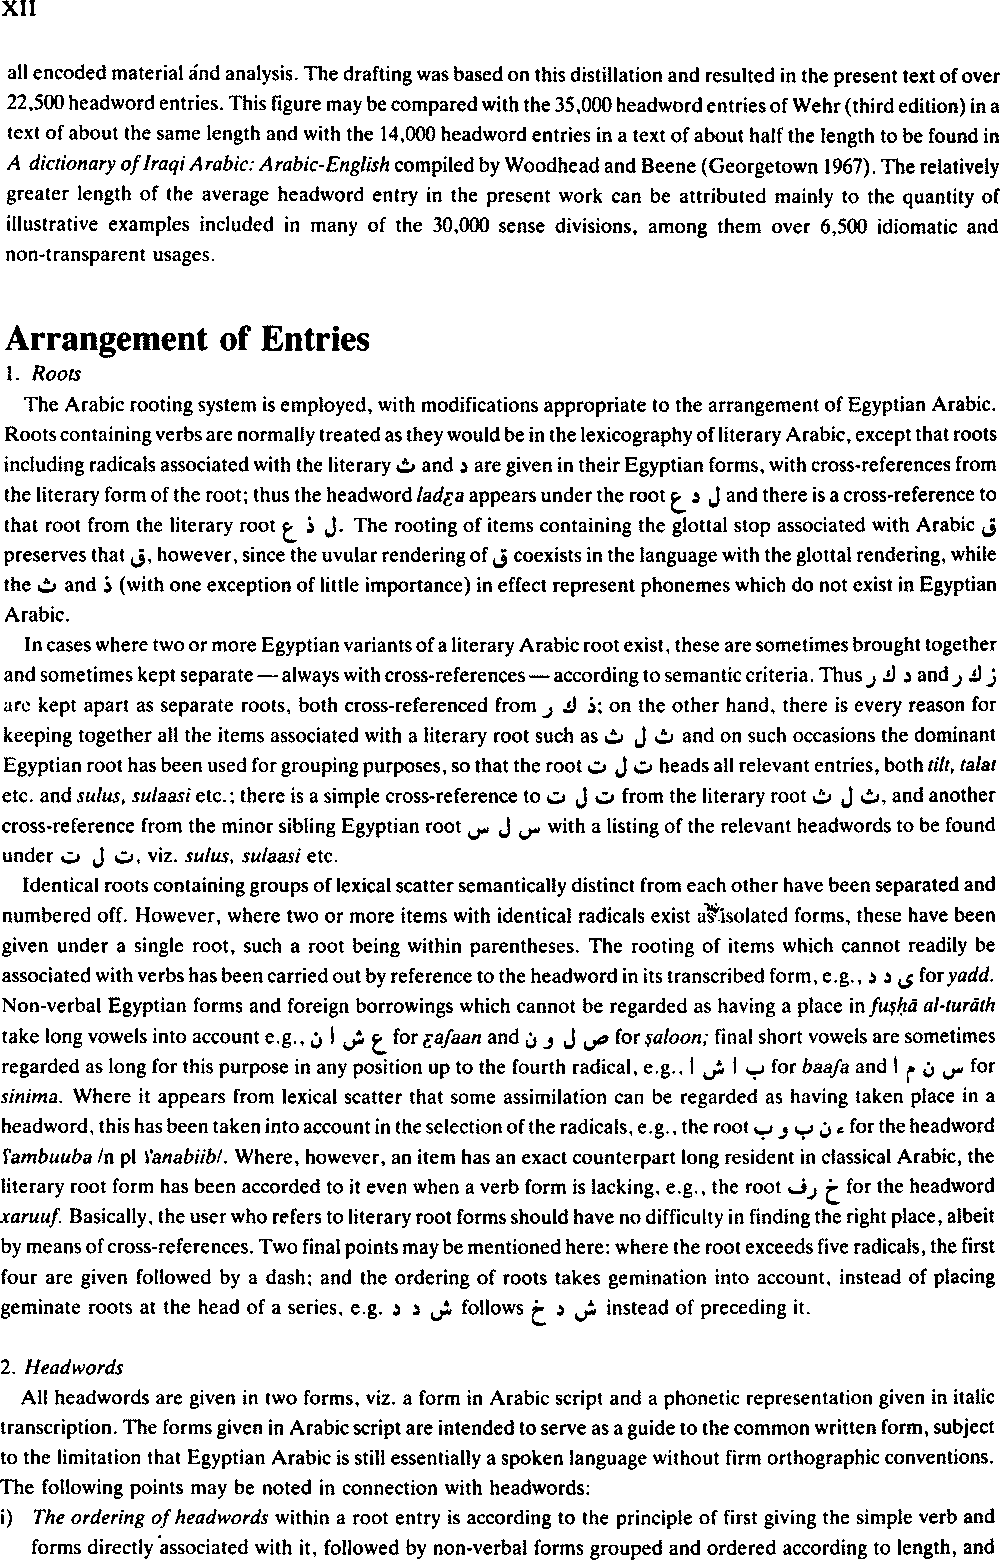 XII
all encoded material and analysis. The drafting was based on this distillation and resulted in the present text of over
22,500 headword entries. This figure may be compared with the 35,000 headword entries of Wehr (third edition) in a
text of about the same length and with the 14,000 headword entries in a text of about half the length to be found in
A dictionary of Iraqi Arabic: Arabic-English compiled by Woodhead and Beene (Georgetown 1967). The relatively
greater length of the average headword entry in the present work can be attributed mainly to the quantity of
illustrative examples included in many of the 30,000 sense divisions, among them over 6,500 idiomatic and
non-transparent usages.
Arrangement of Entries
1. Roots
The Arabic rooting system is employed, with modifications appropriate to the arrangement of Egyptian Arabic.
Roots containing verbs are normally treated as they would be in the lexicography of literary Arabic, except that roots
including radicals associated with the literary ث and د are given in their Egyptian forms, with cross-references from
the literary form of the root; thus the headword ladƹa appears under the root ل د ع and there is a cross-reference to
that root from the literary root ل ذ ع. The rooting of items containing the glottal stop associated with Arabic ق
preserves that ق, however, since the uvular rendering of ق coexists in the language with the glottal rendering, while
the ث and ذ (with one exception of little importance) in effect represent phonemes which do not exist in Egyptian
Arabic.
In cases where two or more Egyptian variants of a literary Arabic root exist, these are sometimes brought together
and sometimes kept separate — always with cross-references — according to semantic criteria. Thus د ك ر and ز ك ر
are kept apart as separate roots, both cross-referenced from ذ ك ر; on the other hand, there is every reason for
keeping together all the items associated with a literary root such as ث ل ث and on such occasions the dominant
Egyptian root has been used for grouping purposes, so that the root ت ل ت heads all relevant entries, both tilt, talat
etc. and sulus, sulaasi etc.; there is a simple cross-reference to ت ل ت from the literary root ث ل ث, and another
cross-reference from the minor sibling Egyptian root س ل س with a listing of the relevant headwords to be found
under ت ل ت, viz. sulus, sulaasi etc.
Identical roots containing groups of lexical scatter semantically distinct from each other have been separated and
numbered off. However, where two or more items with identical radicals exist as isolated forms, these have been
given under a single root, such a root being within parentheses. The rooting of items which cannot readily be
associated with verbs has been carried out by reference to the headword in its transcribed form, e.g., ى د د for yadd.
Non-verbal Egyptian forms and foreign borrowings which cannot be regarded as having a place in fuṣḥā al-turāth
take long vowels into account e.g., ع ش ا ن for ƹaʃaan and ص ل و ن for ṣaloon; final short vowels are sometimes
regarded as long for this purpose in any position up to the fourth radical, e.g., ب ا ش ا for baaʃa and س ن م ا for
sinima. Where it appears from lexical scatter that some assimilation can be regarded as having taken place in a
headword, this has been taken into account in the selection of the radicals, e.g., the root ء ن ب و ب for the headword
ʕambuuba /n pl ʕanabiib/. Where, however, an item has an exact counterpart long resident in classical Arabic, the
literary root form has been accorded to it even when a verb form is lacking, e.g., the root خ رف for the headword
xaruuf. Basically, the user who refers to literary root forms should have no difficulty in finding the right place, albeit
by means of cross-references. Two final points may be mentioned here: where the root exceeds five radicals, the first
four are given followed by a dash; and the ordering of roots takes gemination into account, instead of placing
geminate roots at the head of a series, e.g. ش د د follows ش د خ instead of preceding it.
2. Headwords
All headwords are given in two forms, viz. a form in Arabic script and a phonetic representation given in italic
transcription. The forms given in Arabic script are intended to serve as a guide to the common written form, subject
to the limitation that Egyptian Arabic is still essentially a spoken language without firm orthographic conventions.
The following points may be noted in connection with headwords:
i) The ordering of headwords within a root entry is according to the principle of first giving the simple verb and
forms directly associated with it, followed by non-verbal forms grouped and ordered according to length, and